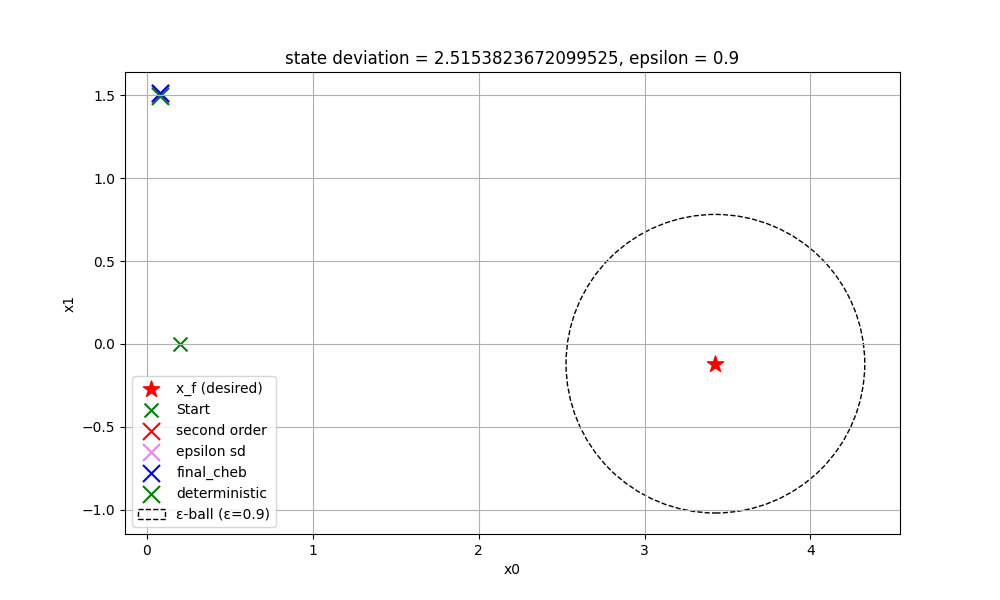 state deviation = 2.5153823672099525, epsilon = 0.9
1.5
1.0
0.5
0.0
−0.5
−1.0
x1
x_f (desired)
Start
second order
epsilon sd
final_cheb
deterministic
ε-ball (ε=0.9)
0
1
2
3
4
x0